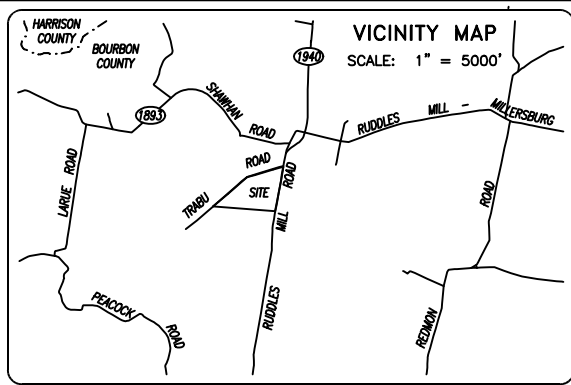 HARRISON
COUNTY
BOURBON
COUNTY
VICINITY MAP
SCALE: 1" = 5000'
1940
1893
SHAWHAN
ROAD
RUDDLES MILL - MILLERSBURG
ROAD
LARUE ROAD
TRABU ROAD
SITE
RUDDLES MILL ROAD
PEACOCK ROAD
REDMON